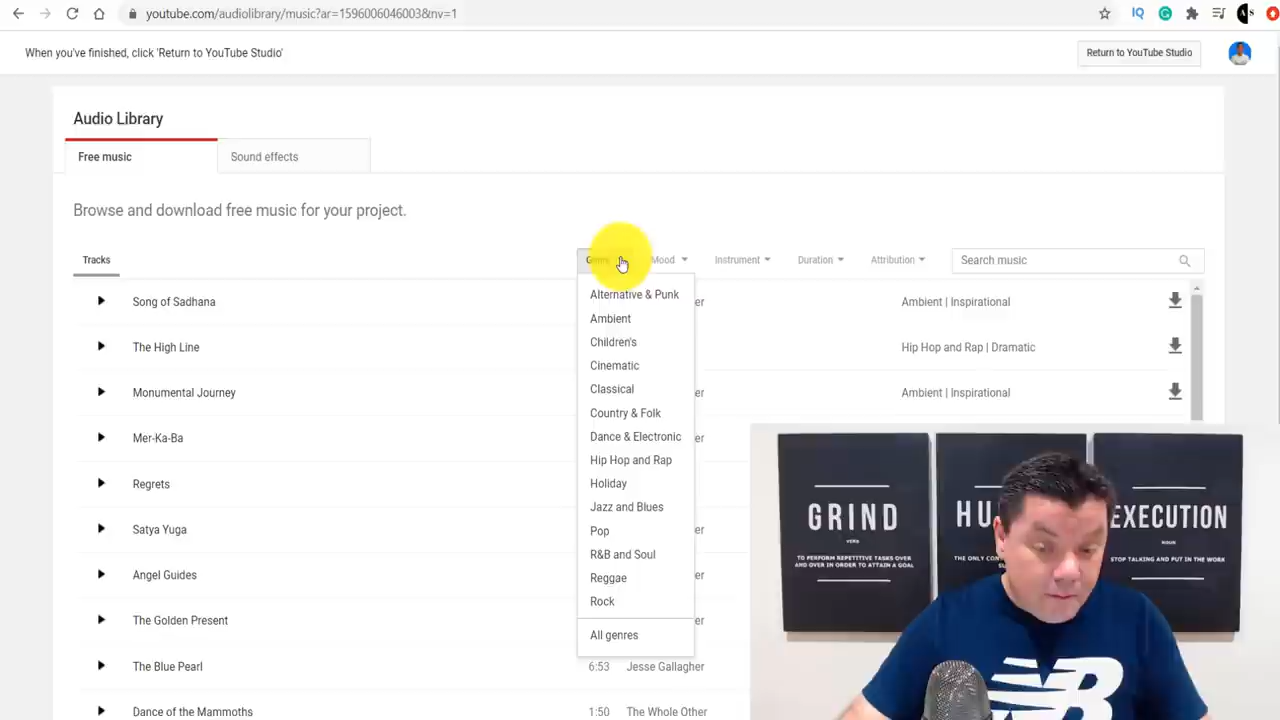 youtube.com/audiolibrary/music?ar=1596006046003&nv=1
When you've finished, click 'Return to YouTube Studio'
Return to YouTube Studio
Audio Library
Free music
Sound effects
Browse and download free music for your project.
Tracks
Mood
Instrument
Duration
Attribution
Search music
Alternative & Punk
Ambient
Children's
Cinematic
Classical
Country & Folk
Dance & Electronic
Hip Hop and Rap
Holiday
Jazz and Blues
Pop
R&B and Soul
Reggae
Rock
All genres
Song of Sadhana
Ambient | Inspirational
The High Line
Hip Hop and Rap | Dramatic
Monumental Journey
Ambient | Inspirational
Mer-Ka-Ba
Regrets
Satya Yuga
Angel Guides
The Golden Present
The Blue Pearl 6:53 Jesse Gallagher
Dance of the Mammoths 1:50 The Whole Other
GRIND
VERB
TO PERFORM REPETITIVE TASKS OVER
AND OVER IN ORDER TO ATTAIN A GOAL
HU
THE ONLY
EXECUTION
NOUN
STOP TALKING AND PUT IN THE WORK
NB